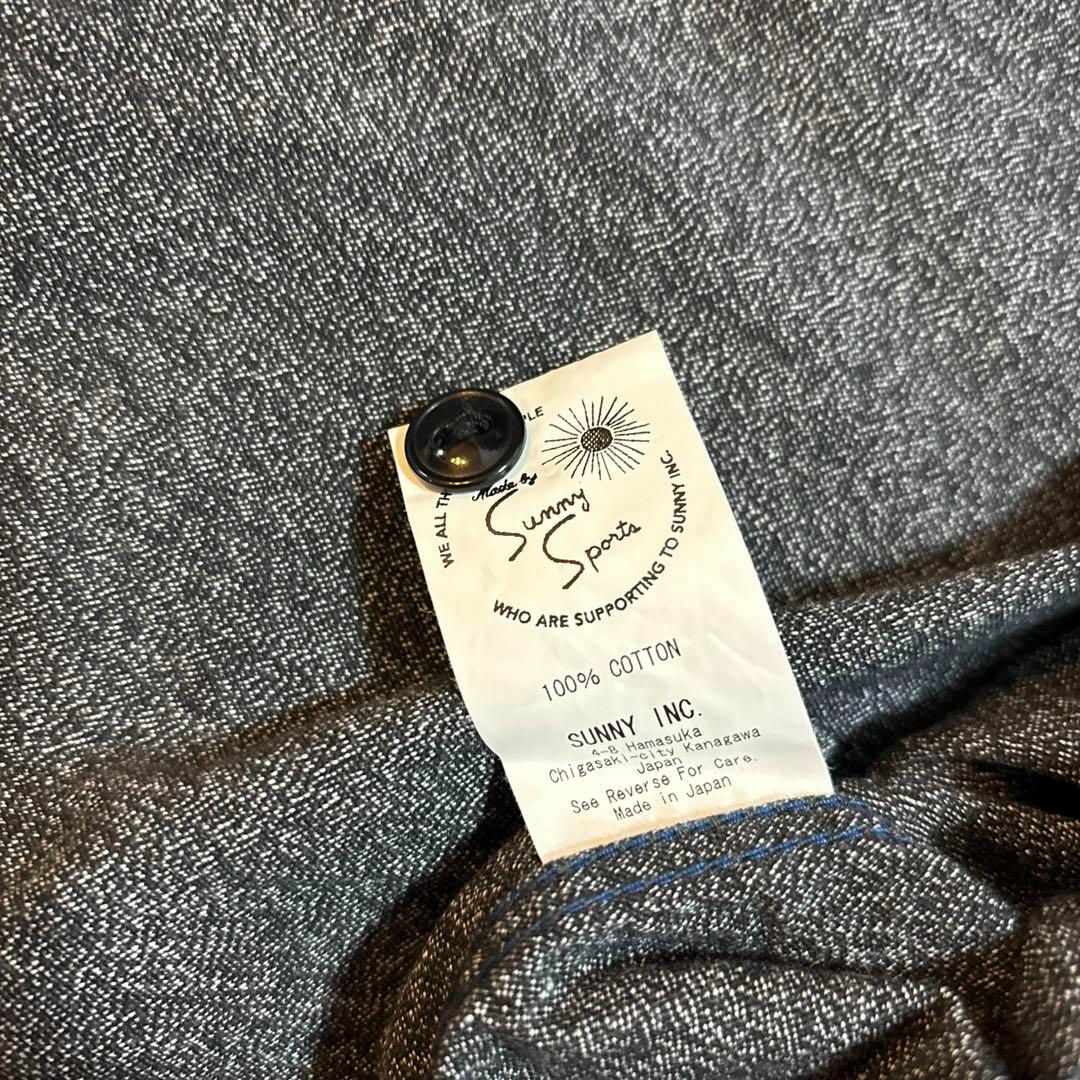 WE ALL
Made by
Sunny
Sports
WHO ARE SUPPORTING TO SUNNY INC.
100% COTTON
SUNNY INC.
4-8 Hamasuka
Chigasaki-city Kanagawa
Japan
See Reverse For Care.
Made in Japan